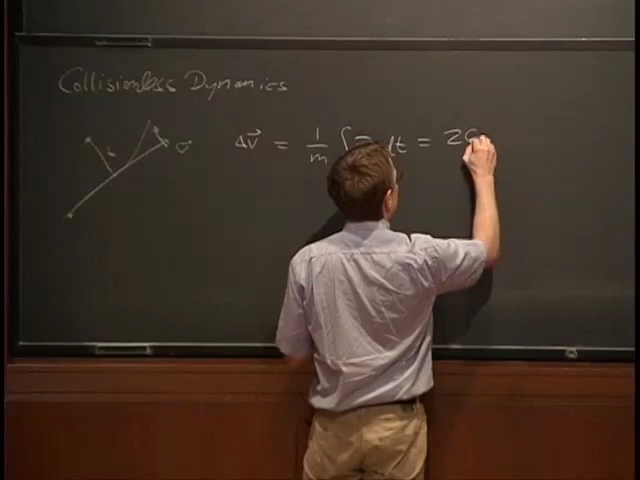 Collisionless Dynamics
b v⃗ Δv⃗ = 1/m ∫ dt = 2G